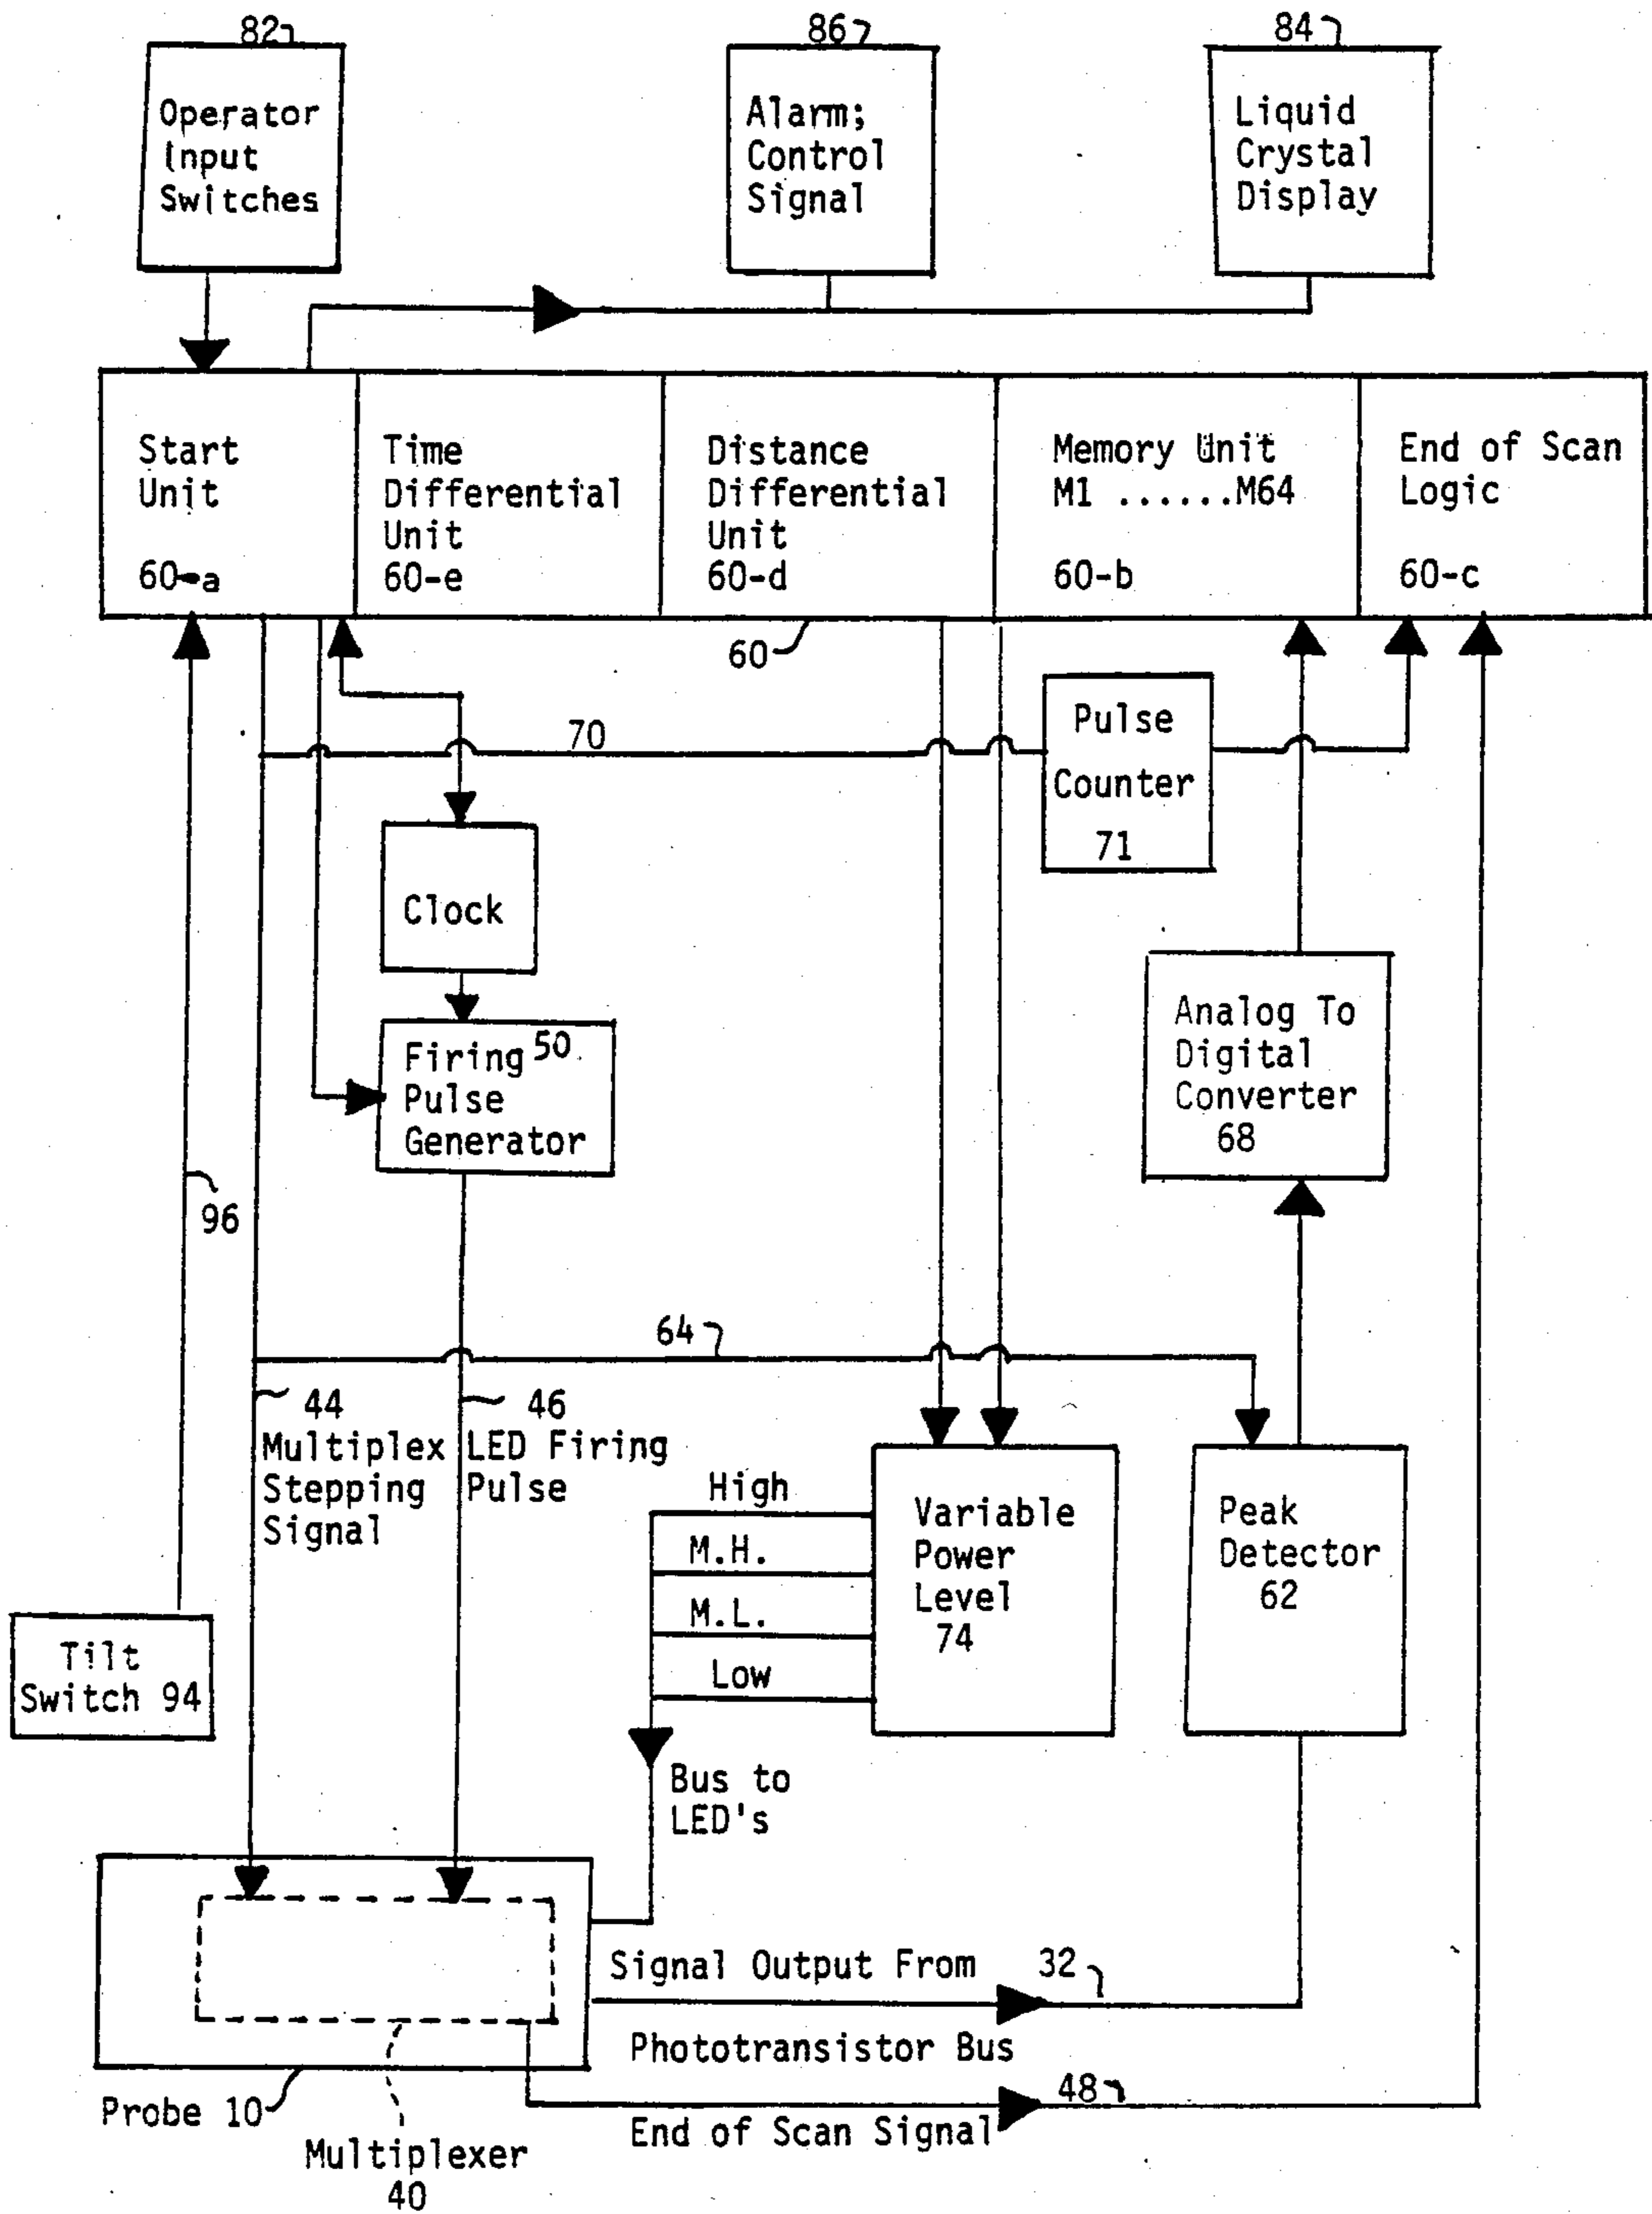 82
86
84
Operator
Input
Switches
Alarm;
Control
Signal
Liquid
Crystal
Display
Start
Unit
60-a
Time
Differential
Unit
60-e
Distance
Differential
Unit
60-d
Memory Unit
M1 ......M64
60-b
End of Scan
Logic
60-c
60
70
Pulse
Counter
71
Clock
Firing 50
Pulse
Generator
Analog To
Digital
Converter
68
96
64
44
Multiplex
Stepping
Signal
46
LED Firing
Pulse
High
M.H.
M.L.
Low
Variable
Power
Level
74
Peak
Detector
62
Tilt
Switch 94
Bus to
LED's
Signal Output From
32
Phototransistor Bus
48
End of Scan Signal
Probe 10
Multiplexer
40